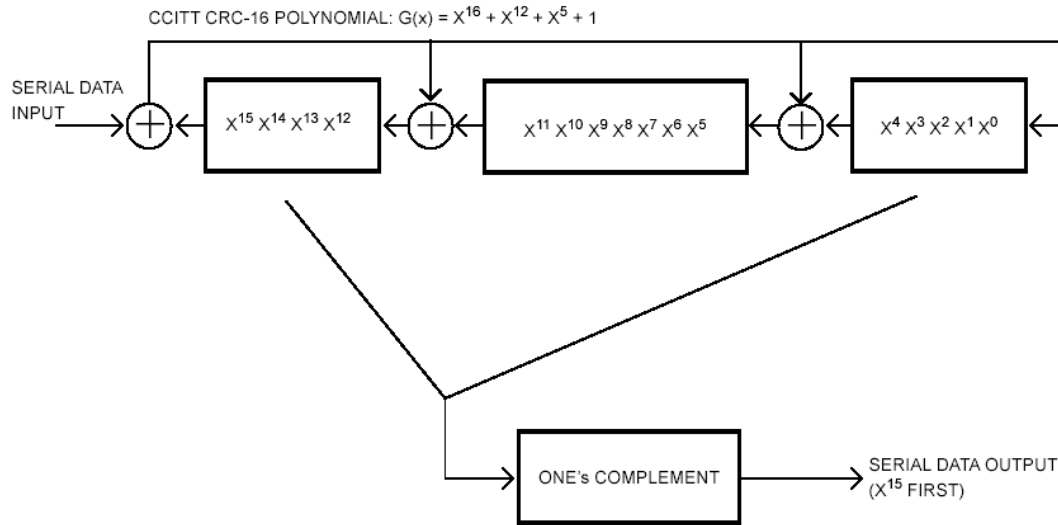 CCITT CRC-16 POLYNOMIAL: G(x) = X¹⁶ + X¹² + X⁵ + 1
SERIAL DATA
INPUT
+
X¹⁵ X¹⁴ X¹³ X¹²
+
X¹¹ X¹⁰ X⁹ X⁸ X⁷ X⁶ X⁵
+
X⁴ X³ X² X¹ X⁰
ONE's COMPLEMENT
SERIAL DATA OUTPUT
(X¹⁵ FIRST)